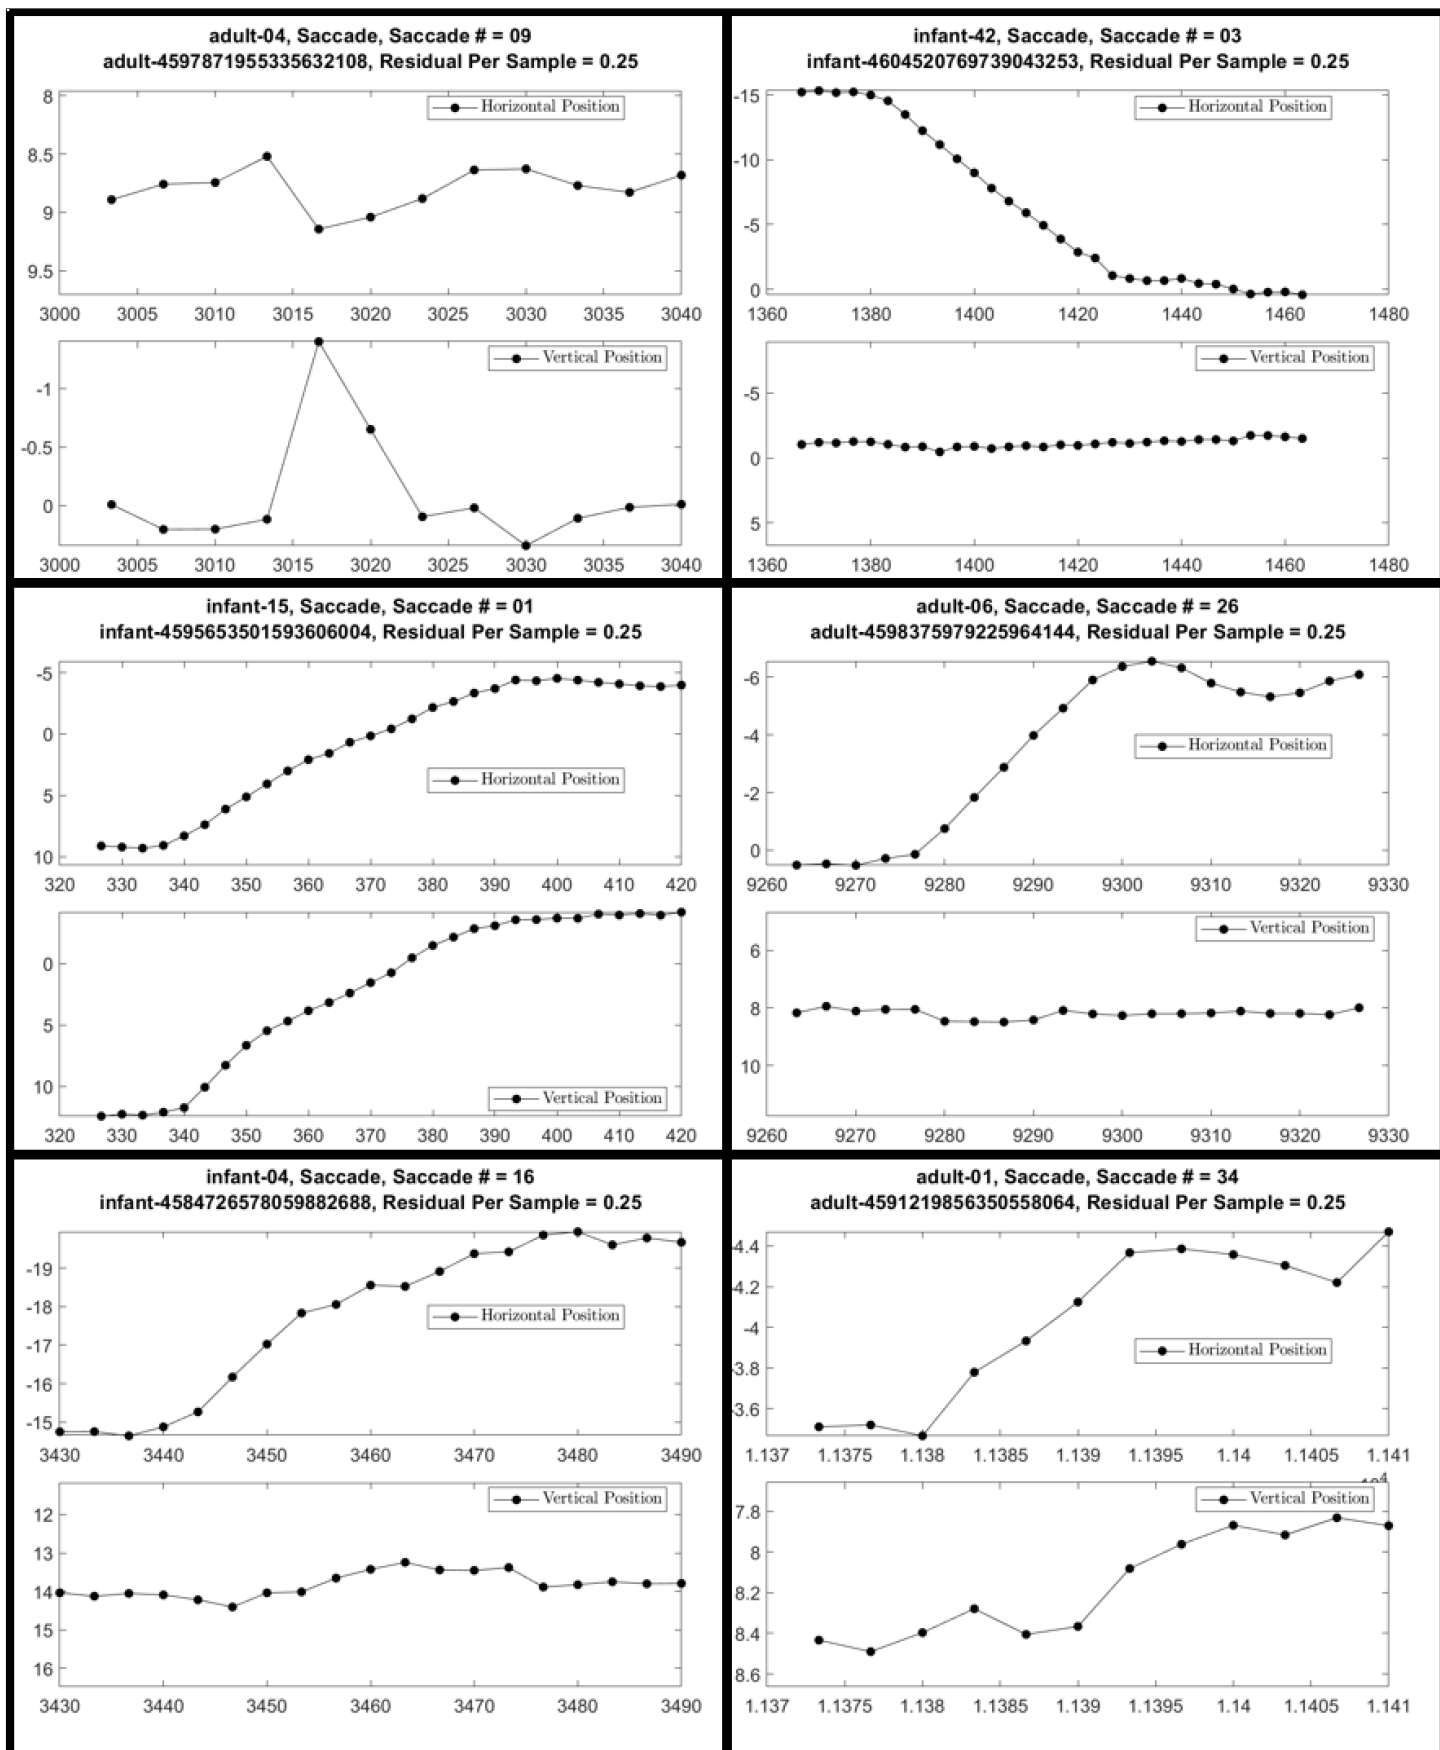 adult-04, Saccade, Saccade # = 09
adult-4597871955335632108, Residual Per Sample = 0.25
8
8.5
9
9.5
Horizontal Position
3000 3005 3010 3015 3020 3025 3030 3035 3040
-1
-0.5
0
Vertical Position
3000 3005 3010 3015 3020 3025 3030 3035 3040
infant-42, Saccade, Saccade # = 03
infant-4604520769739043253, Residual Per Sample = 0.25
-15
-10
-5
0
Horizontal Position
1360 1380 1400 1420 1440 1460 1480
-5
0
5
Vertical Position
1360 1380 1400 1420 1440 1460 1480
infant-15, Saccade, Saccade # = 01
infant-4595653501593606004, Residual Per Sample = 0.25
-5
0
5
10
Horizontal Position
320 330 340 350 360 370 380 390 400 410 420
0
5
10
Vertical Position
320 330 340 350 360 370 380 390 400 410 420
adult-06, Saccade, Saccade # = 26
adult-4598375979225964144, Residual Per Sample = 0.25
-6
-4
-2
0
Horizontal Position
9260 9270 9280 9290 9300 9310 9320 9330
6
8
10
Vertical Position
9260 9270 9280 9290 9300 9310 9320 9330
infant-04, Saccade, Saccade # = 16
infant-4584726578059882688, Residual Per Sample = 0.25
-19
-18
-17
-16
-15
Horizontal Position
3430 3440 3450 3460 3470 3480 3490
12
13
14
15
16
Vertical Position
3430 3440 3450 3460 3470 3480 3490
adult-01, Saccade, Saccade # = 34
adult-4591219856350558064, Residual Per Sample = 0.25
4.4
4.2
-4
3.8
3.6
Horizontal Position
1.137 1.1375 1.138 1.1385 1.139 1.1395 1.14 1.1405 1.141
7.8
8
8.2
8.4
8.6
Vertical Position
1.137 1.1375 1.138 1.1385 1.139 1.1395 1.14 1.1405 1.141